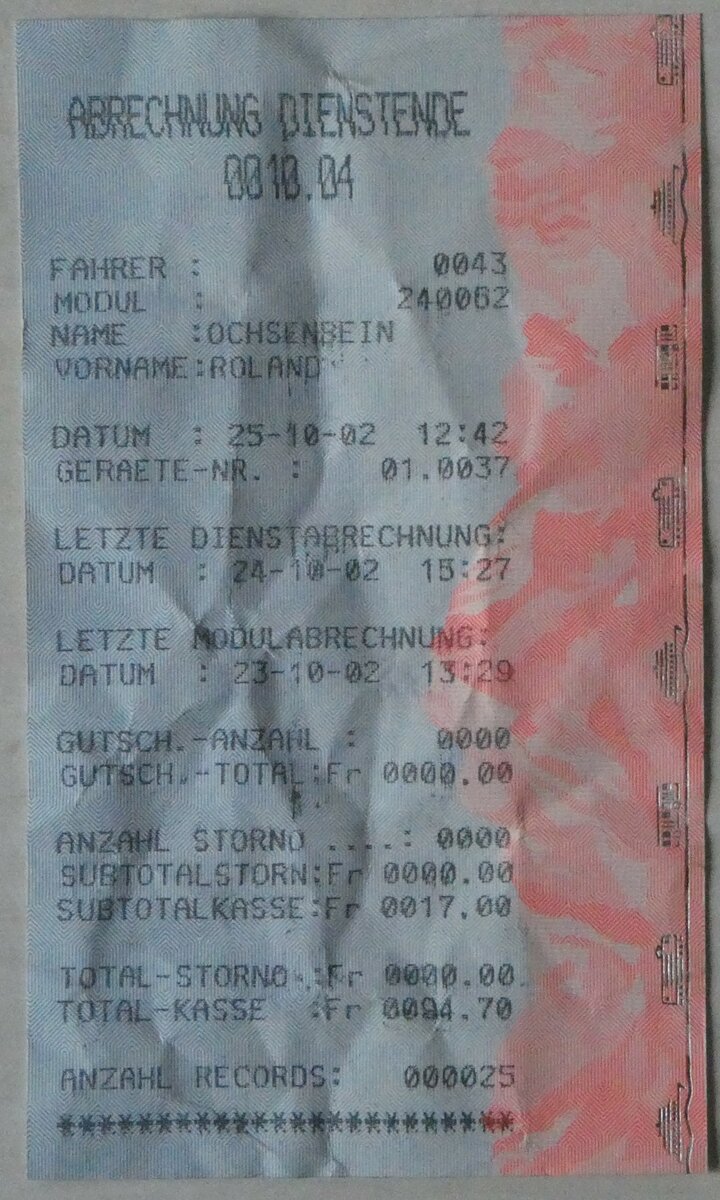 ABRECHNUNG DIENSTENDE
0010.04
FAHRER : 0043
MODUL : 240062
NAME :OCHSENBEIN
VORNAME:ROLAND
DATUM : 25-10-02 12:42
GERAETE-NR. : 01.0037
LETZTE DIENSTABRECHNUNG:
DATUM : 24-10-02 15:27
LETZTE MODULABRECHNUNG:
DATUM : 23-10-02 13:29
GUTSCH.-ANZAHL : 0000
GUTSCH.-TOTAL:Fr 0000.00
ANZAHL STORNO ....: 0000
SUBTOTALSTORN:Fr 0000.00
SUBTOTALKASSE:Fr 0017.00
TOTAL-STORNO :Fr 0000.00
TOTAL-KASSE :Fr
ANZAHL RECORDS: 000025
************************